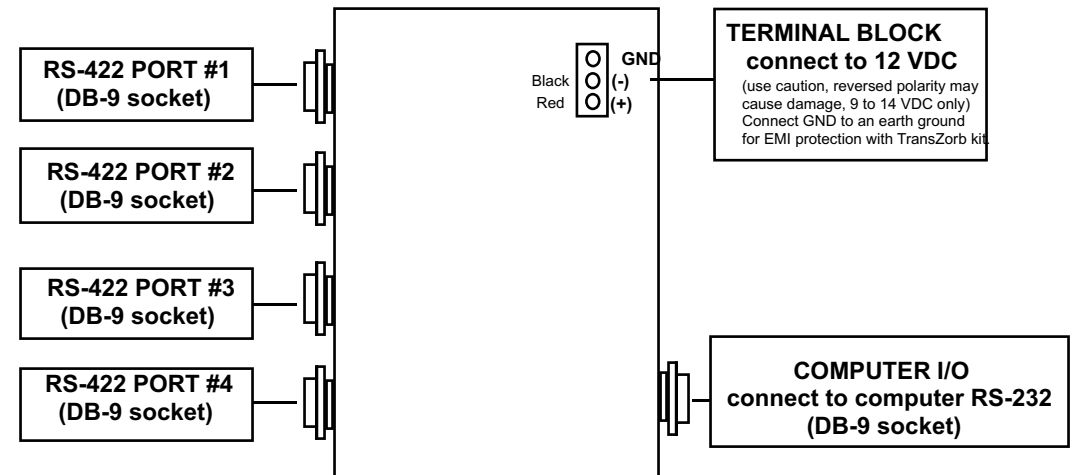 RS-422 PORT #1
(DB-9 socket)
RS-422 PORT #2
(DB-9 socket)
RS-422 PORT #3
(DB-9 socket)
RS-422 PORT #4
(DB-9 socket)
GND
Black (-)
Red (+)
TERMINAL BLOCK
connect to 12 VDC
(use caution, reversed polarity may
cause damage, 9 to 14 VDC only)
Connect GND to an earth ground
for EMI protection with TransZorb kit.
COMPUTER I/O
connect to computer RS-232
(DB-9 socket)